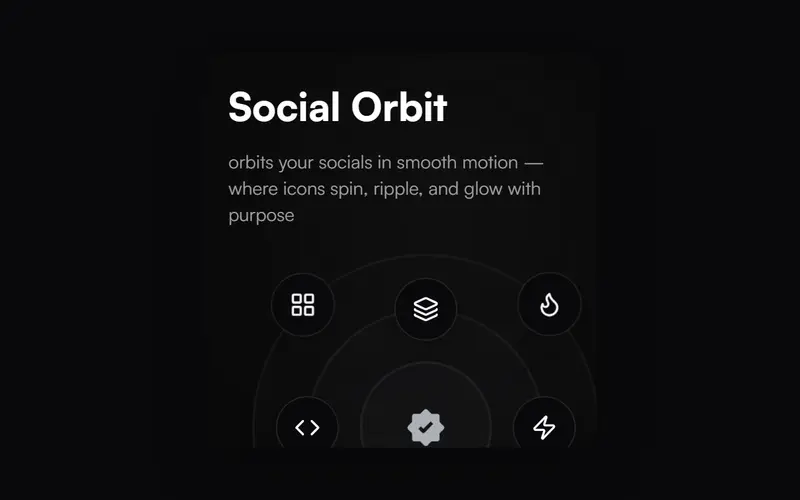 Social Orbit
orbits your socials in smooth motion —
where icons spin, ripple, and glow with
purpose